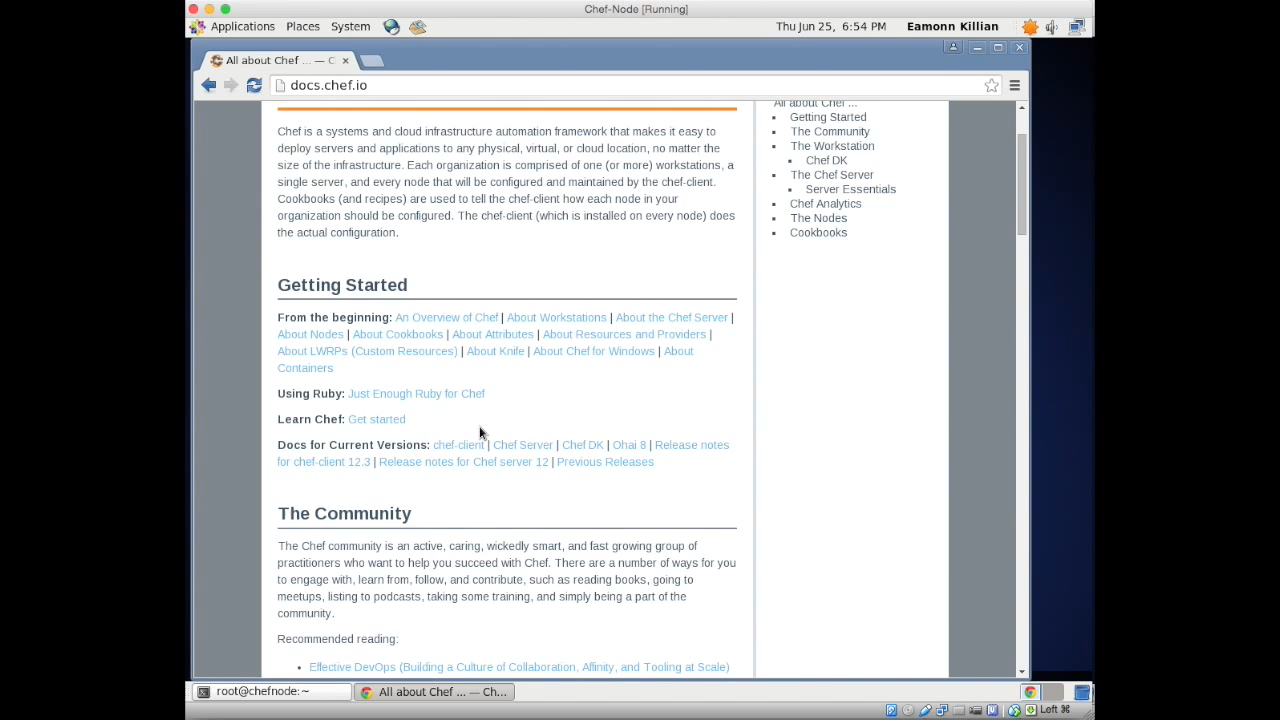 Chef-Node [Running]
Applications Places System Thu Jun 25, 6:54 PM Eamonn Killian
All about Chef ... — C
docs.chef.io
Chef is a systems and cloud infrastructure automation framework that makes it easy to
deploy servers and applications to any physical, virtual, or cloud location, no matter the
size of the infrastructure. Each organization is comprised of one (or more) workstations, a
single server, and every node that will be configured and maintained by the chef-client.
Cookbooks (and recipes) are used to tell the chef-client how each node in your
organization should be configured. The chef-client (which is installed on every node) does
the actual configuration.
Getting Started
From the beginning: An Overview of Chef | About Workstations | About the Chef Server |
About Nodes | About Cookbooks | About Attributes | About Resources and Providers |
About LWRPs (Custom Resources) | About Knife | About Chef for Windows | About
Containers
Using Ruby: Just Enough Ruby for Chef
Learn Chef: Get started
Docs for Current Versions: chef-client | Chef Server | Chef DK | Ohai 8 | Release notes
for chef-client 12.3 | Release notes for Chef server 12 | Previous Releases
The Community
The Chef community is an active, caring, wickedly smart, and fast growing group of
practitioners who want to help you succeed with Chef. There are a number of ways for you
to engage with, learn from, follow, and contribute, such as reading books, going to
meetups, listing to podcasts, taking some training, and simply being a part of the
community.
Recommended reading:
• Effective DevOps (Building a Culture of Collaboration, Affinity, and Tooling at Scale)
All about Chef ...
▪ Getting Started
▪ The Community
▪ The Workstation
▪ Chef DK
▪ The Chef Server
▪ Server Essentials
▪ Chef Analytics
▪ The Nodes
▪ Cookbooks
root@chefnode:~ All about Chef ... — Ch...
Left ⌘